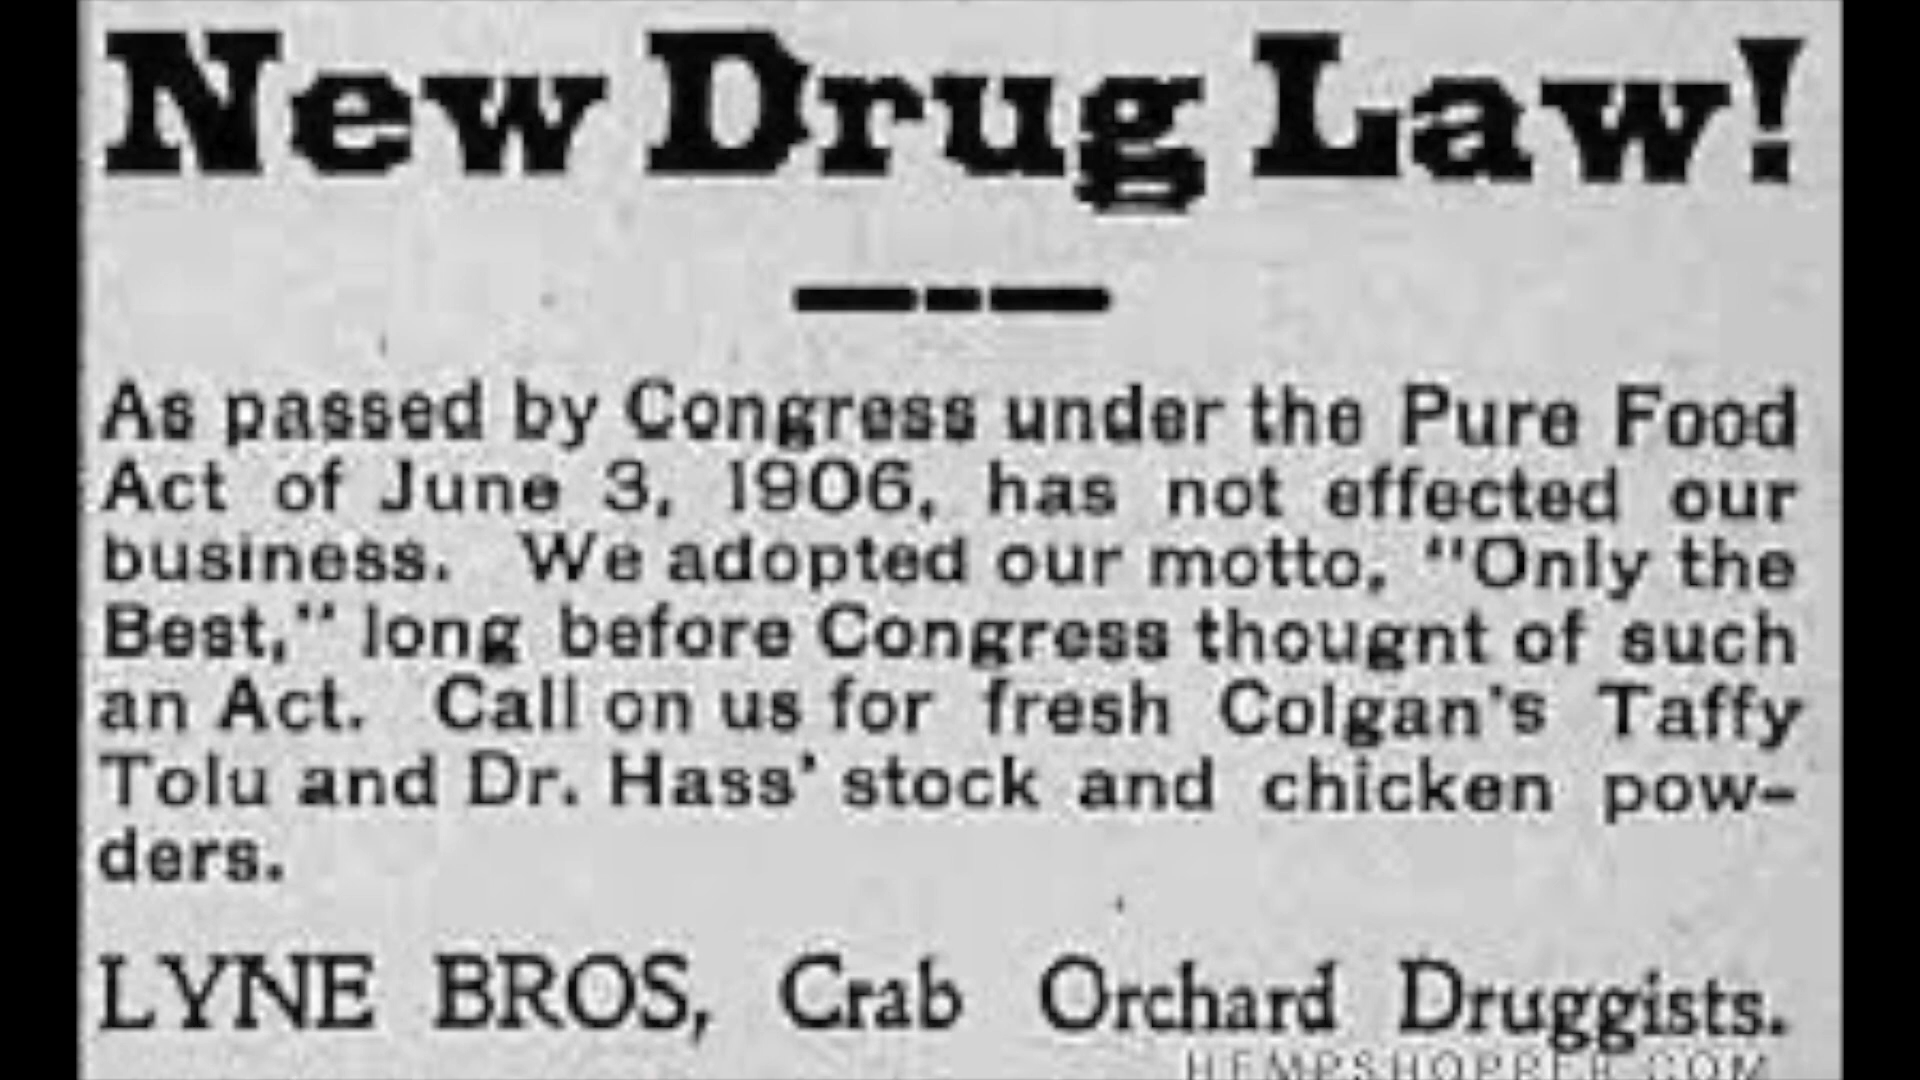 New Drug Law!
As passed by Congress under the Pure Food
Act of June 3, 1906, has not effected our
business. We adopted our motto, "Only the
Best," long before Congress thougnt of such
an Act. Call on us for fresh Colgan's Taffy
Tolu and Dr. Hass' stock and chicken pow-
ders.
LYNE BROS, Crab Orchard Druggists.
HEMPSHOPPER.COM